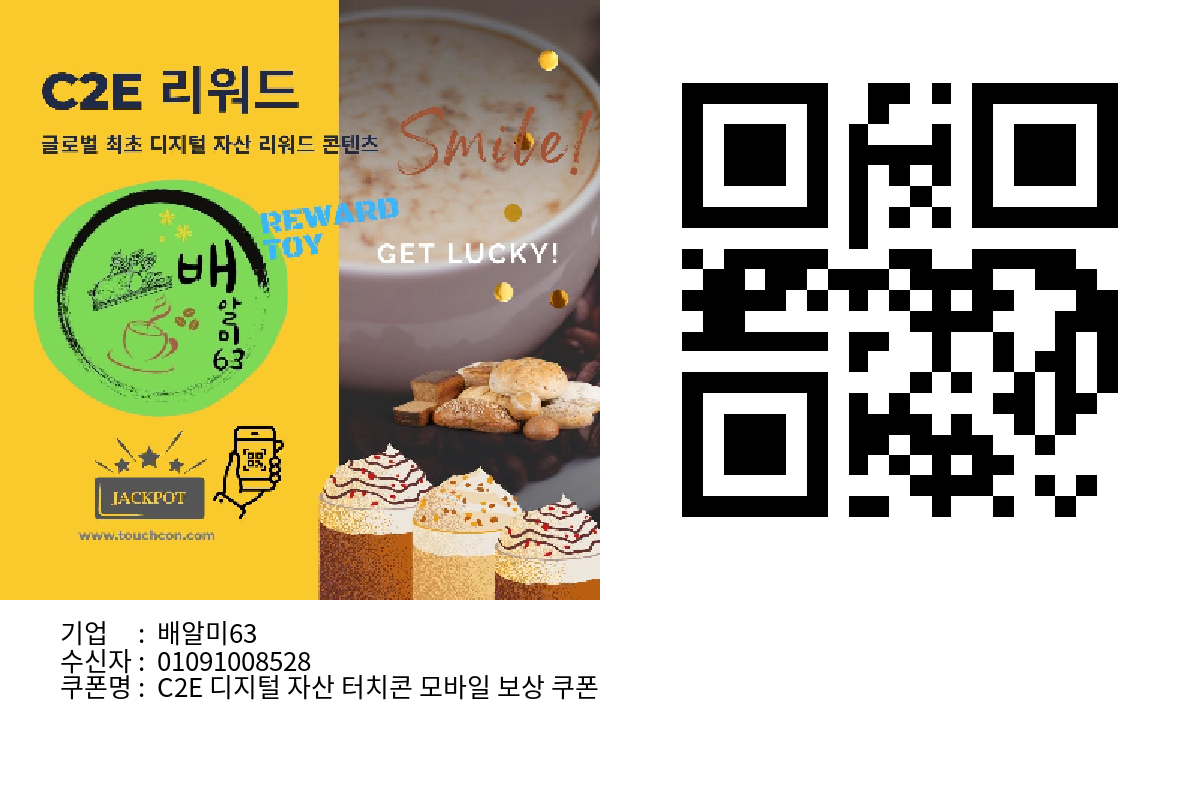 C2E 리워드
글로벌 최초 디지털 자산 리워드 콘텐츠
Smile!
REWARD
TOY
GET LUCKY!
배
알
미
63
JACKPOT
www.touchcon.com
기업 : 배알미63
수신자 : 01091008528
쿠폰명 : C2E 디지털 자산 터치콘 모바일 보상 쿠폰